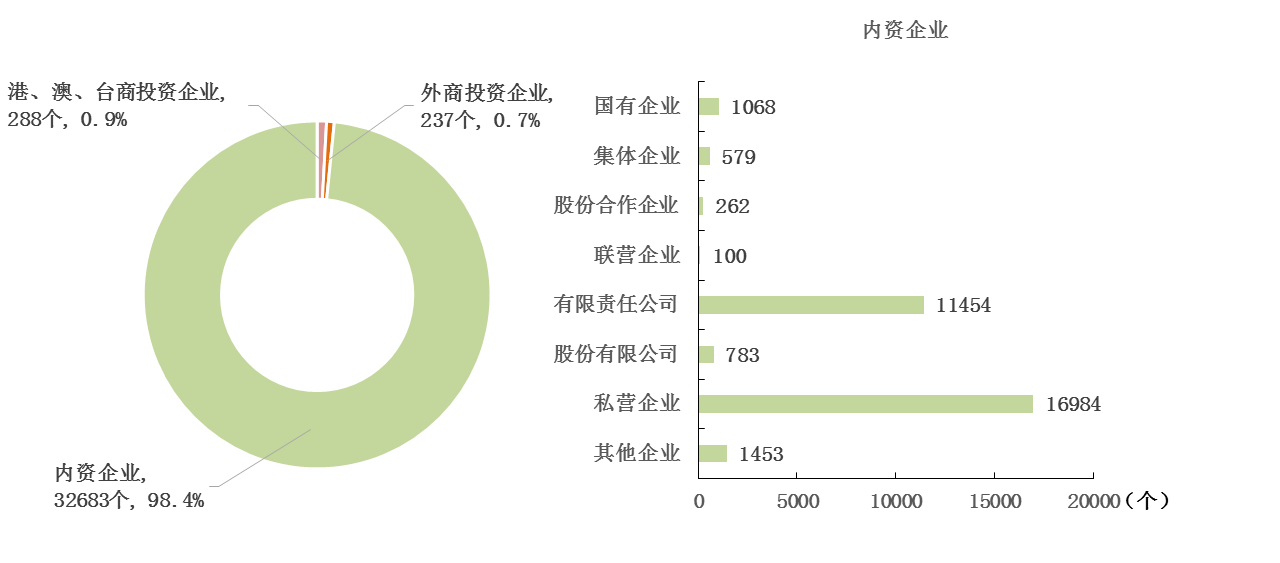 港、澳、台商投资企业,
288个, 0.9%
外商投资企业,
237个, 0.7%
内资企业,
32683个, 98.4%
内资企业
国有企业 1068
集体企业 579
股份合作企业 262
联营企业 100
有限责任公司 11454
股份有限公司 783
私营企业 16984
其他企业 1453
0 5000 10000 15000 20000 (个)